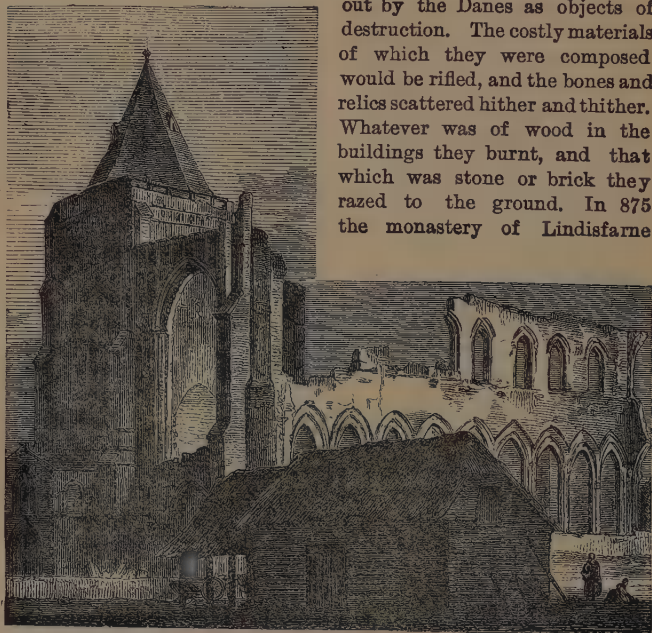 out by the Danes as objects of
destruction. The costly materials
of which they were composed
would be rifled, and the bones and
relics scattered hither and thither.
Whatever was of wood in the
buildings they burnt, and that
which was stone or brick they
razed to the ground. In 875
the monastery of Lindisfarne